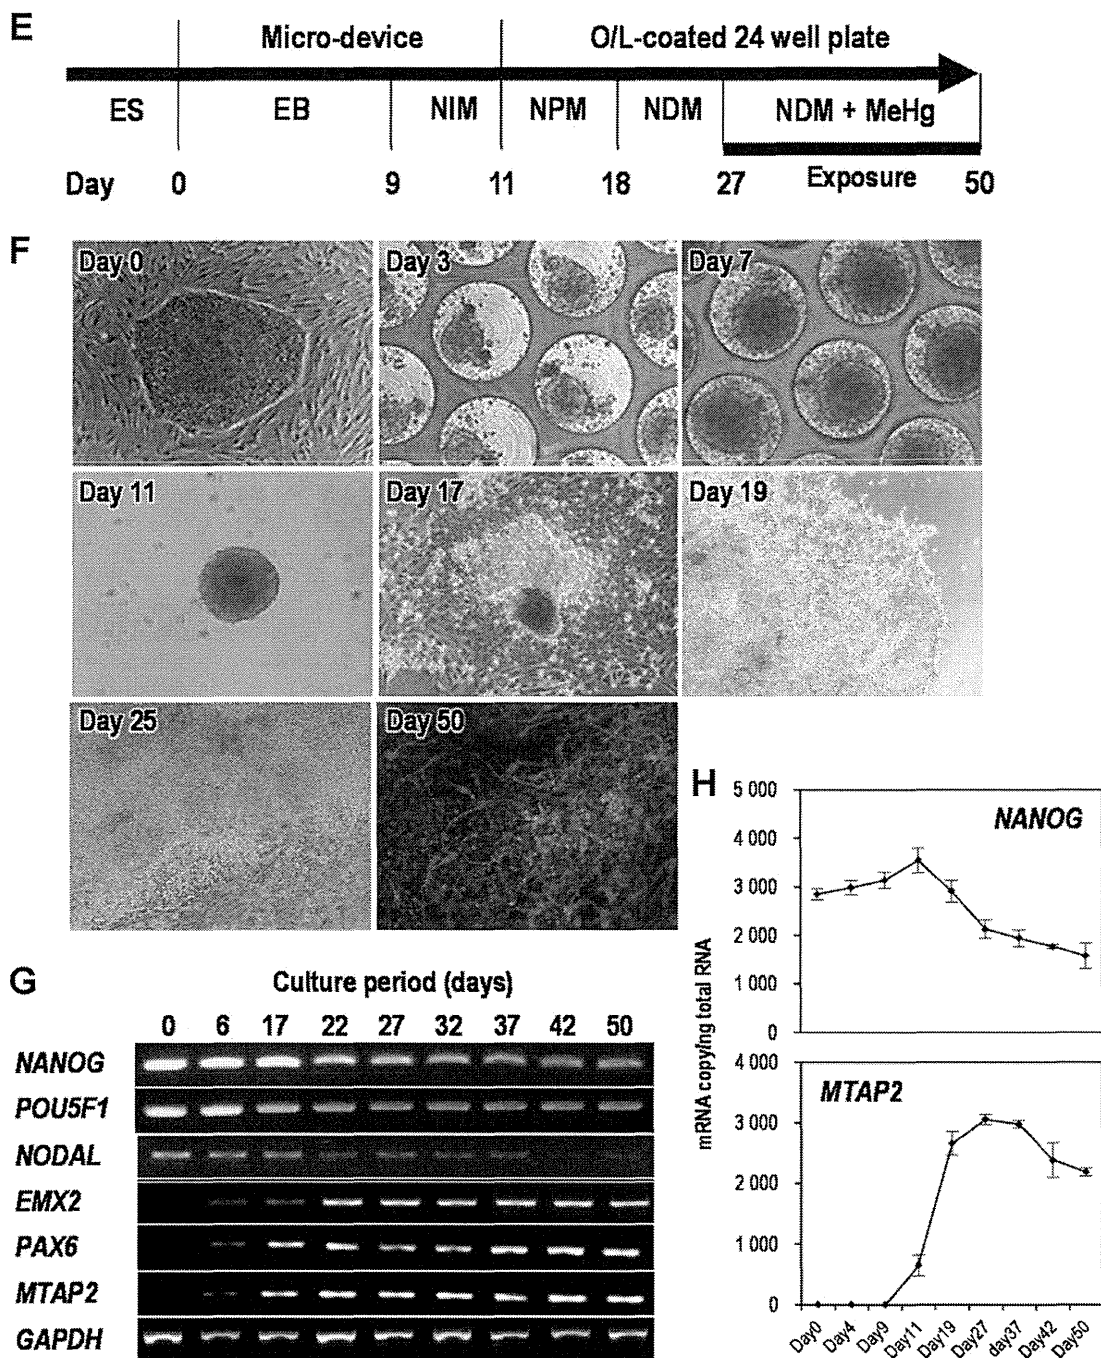 E
Micro-device O/L-coated 24 well plate
ES EB NIM NPM NDM NDM + MeHg
Day 0 9 11 18 27 Exposure 50
F
Day 0 Day 3 Day 7
Day 11 Day 17 Day 19
Day 25 Day 50
G
Culture period (days)
0 6 17 22 27 32 37 42 50
NANOG
POU5F1
NODAL
EMX2
PAX6
MTAP2
GAPDH
H
mRNA copy/ng total RNA
5 000
4 000
3 000
2 000
1 000
0
NANOG
4 000
3 000
2 000
1 000
0
MTAP2
Day0 Day4 Day9 Day11 Day19 Day27 day37 Day42 Day50